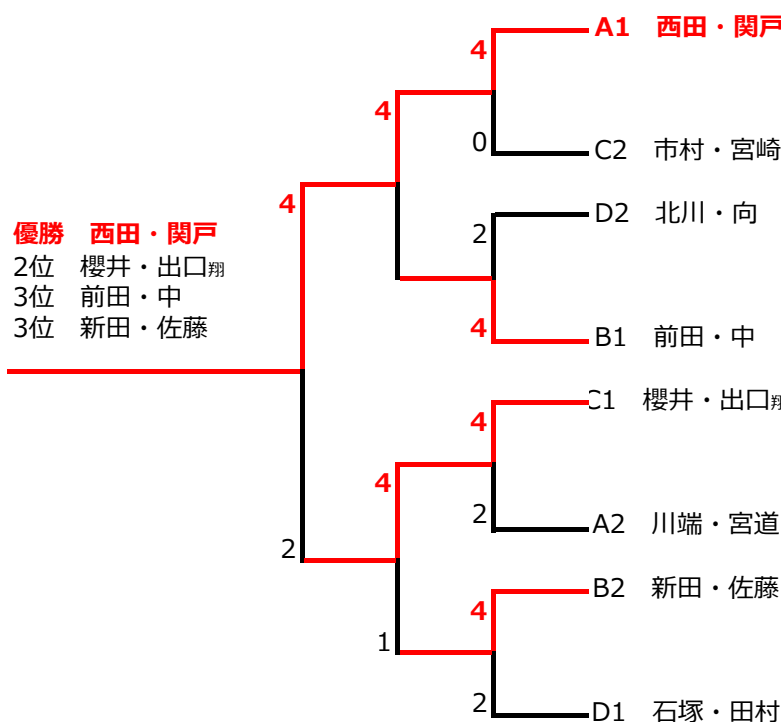 4
A1 西田・関戸
4
0
C2 市村・宮崎
4
D2 北川・向
2
優勝 西田・関戸
2位 櫻井・出口翔
3位 前田・中
3位 新田・佐藤
4
B1 前田・中
C1 櫻井・出口翔
4
4
2
A2 川端・宮道
2
B2 新田・佐藤
4
1
2
D1 石塚・田村